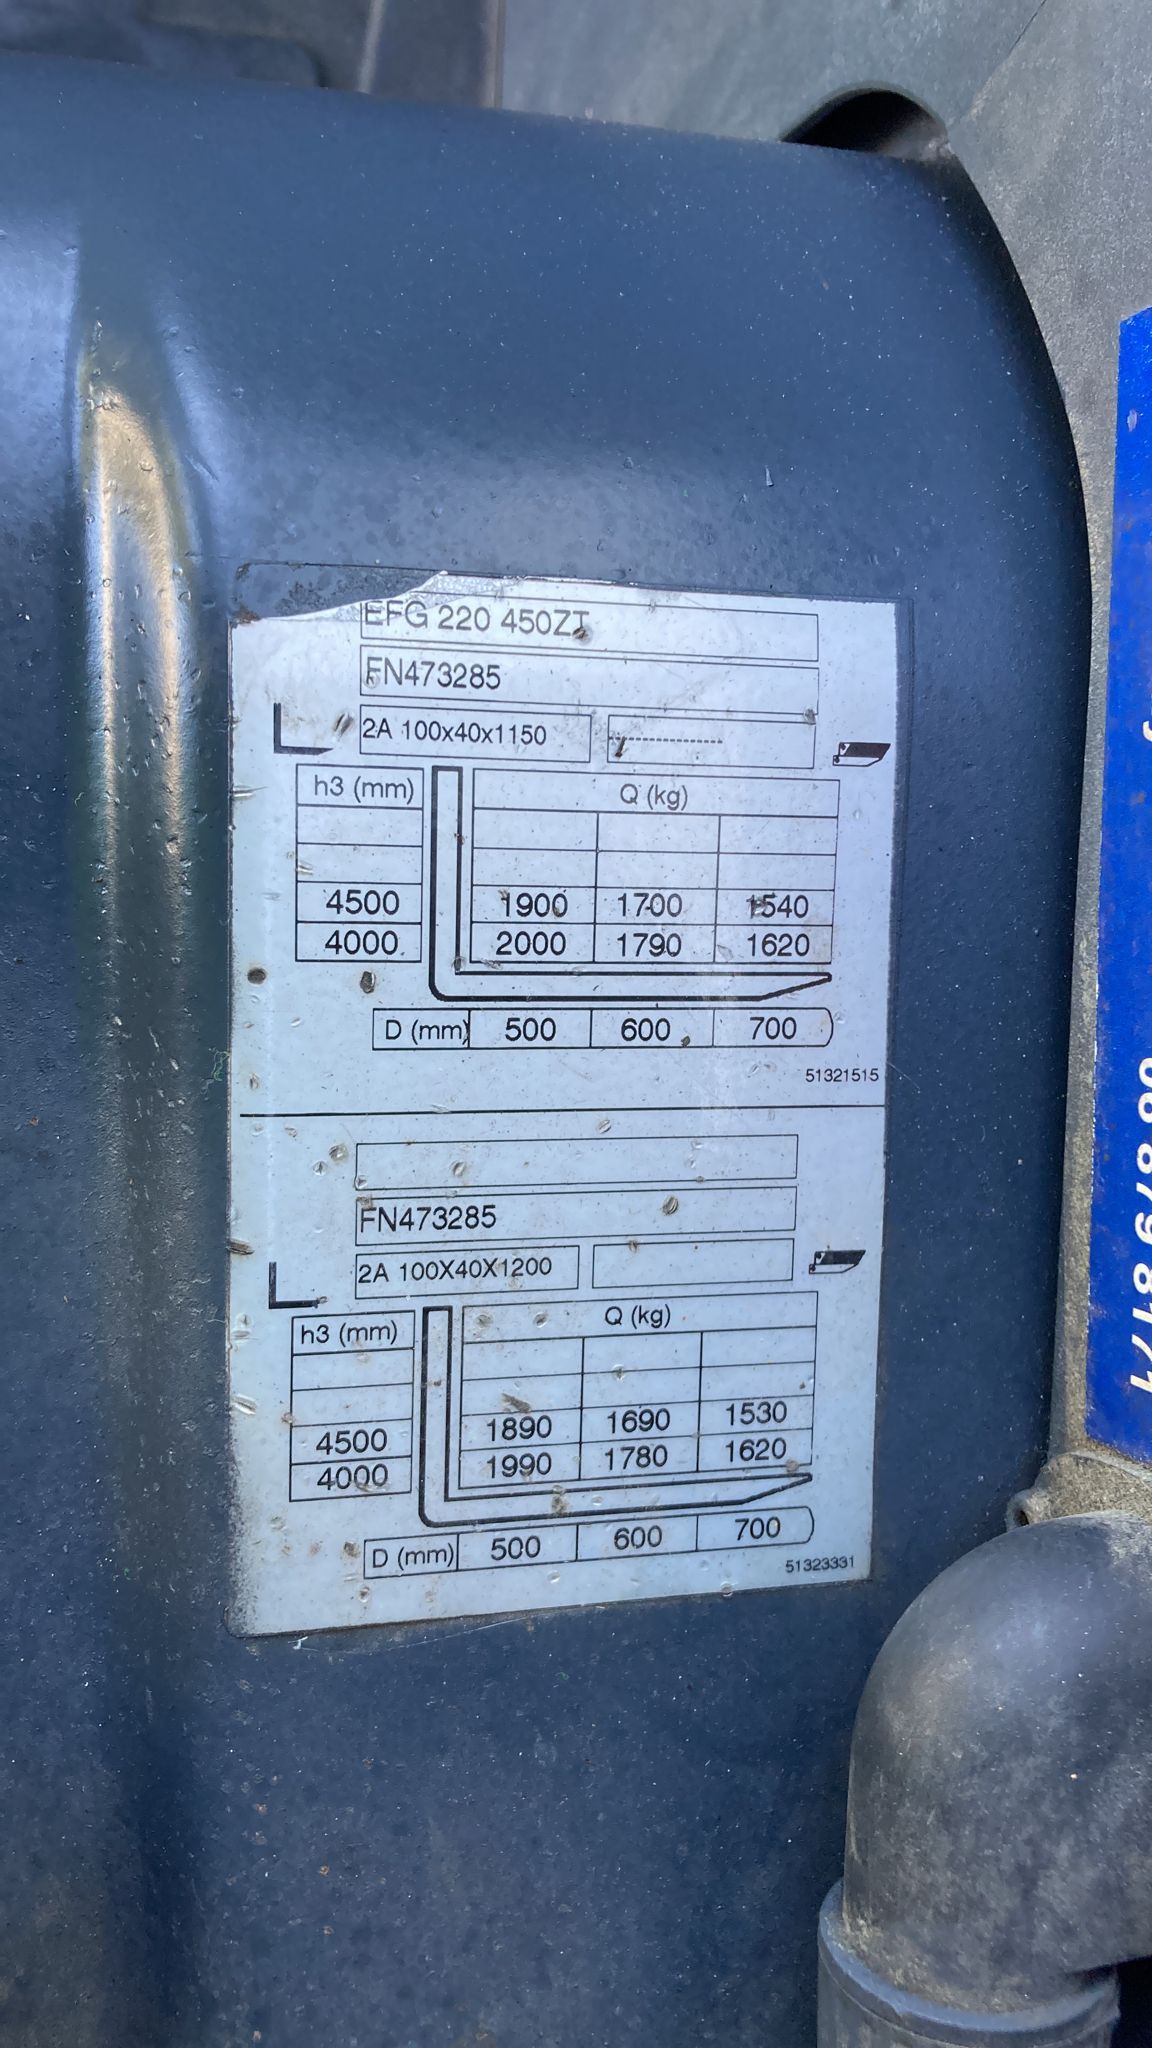 EFG 220 450ZT
FN473285
2A 100x40x1150 --------------------
h3 (mm) Q (kg)
4500 1900 1700 1540
4000 2000 1790 1620
D (mm) 500 600 700
51321515
FN473285
2A 100X40X1200
h3 (mm) Q (kg)
4500 1890 1690 1530
4000 1990 1780 1620
D (mm) 500 600 700
51323331